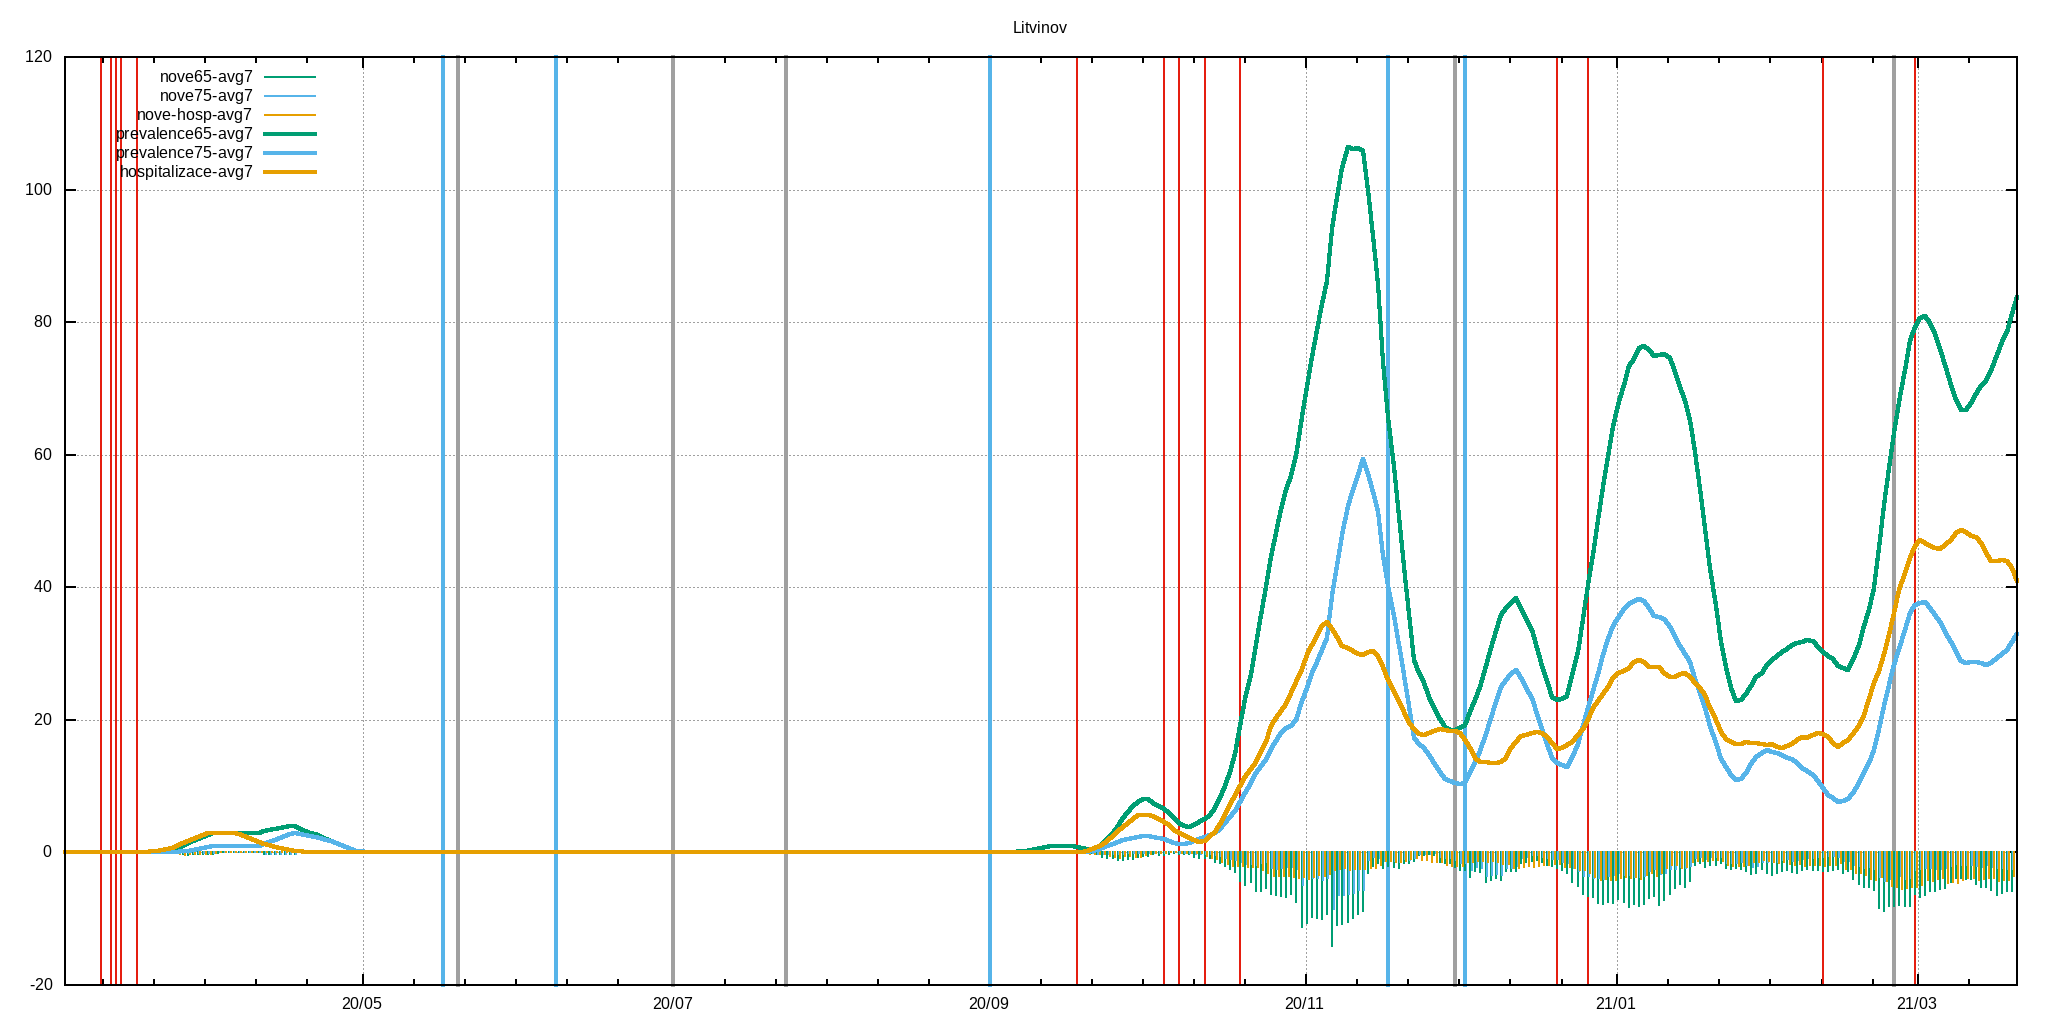 Litvinov
120
100
80
60
40
20
0
-20
nove65-avg7
nove75-avg7
nove-hosp-avg7
prevalence65-avg7
prevalence75-avg7
hospitalizace-avg7
20/05 20/07 20/09 20/11 21/01 21/03